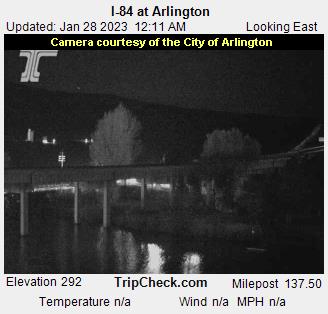 I-84 at Arlington
Updated: Jan 28 2023 12:11 AM Looking East
Camera courtesy of the City of Arlington
Elevation 292 TripCheck.com Milepost 137.50
Temperature n/a Wind n/a MPH n/a